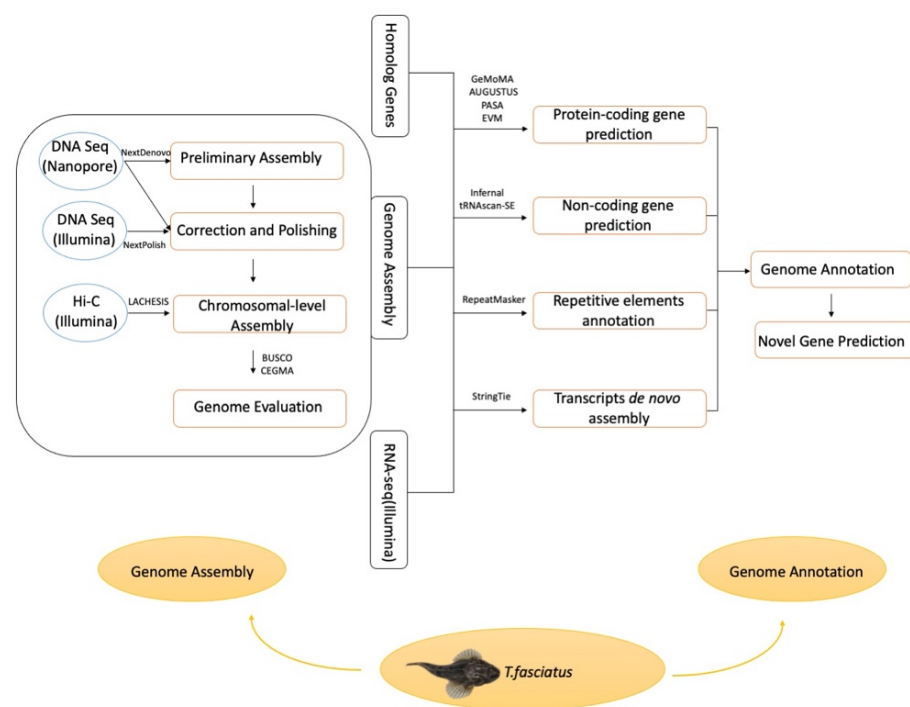 DNA Seq
(Nanopore)
NextDenovo
Preliminary Assembly
DNA Seq
(Illumina)
NextPolish
Correction and Polishing
Hi-C
(Illumina)
LACHESIS
Chromosomal-level
Assembly
BUSCO
CEGMA
Genome Evaluation
Homolog Genes
Genome Assembly
RNA-seq(Illumina)
GeMoMA
AUGUSTUS
PASA
EVM
Protein-coding gene
prediction
Infernal
tRNAscan-SE
Non-coding gene
prediction
RepeatMasker
Repetitive elements
annotation
StringTie
Transcripts de novo
assembly
Genome Annotation
Novel Gene Prediction
Genome Assembly
Genome Annotation
T.fasciatus